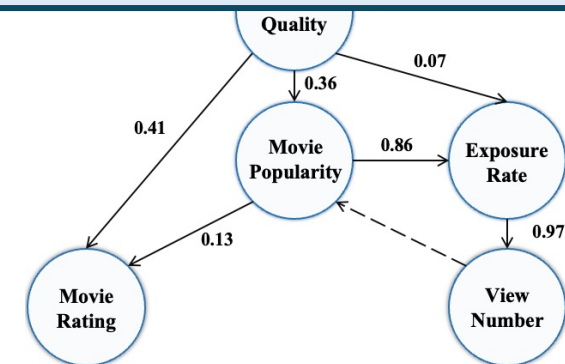 Quality
0.07
0.36
0.41
Movie
Popularity
0.86
Exposure
Rate
0.13
0.97
Movie
Rating
View
Number